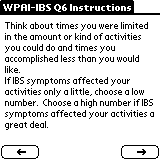 WPAI-IBS Q6 Instructions
Think about times you were limited
in the amount or kind of activities
you could do and times you
accomplished less than you would
like.
If IBS symptoms affected your
activities only a little, choose a low
number.  Choose a high number if IBS
symptoms affected your activities a
great deal.